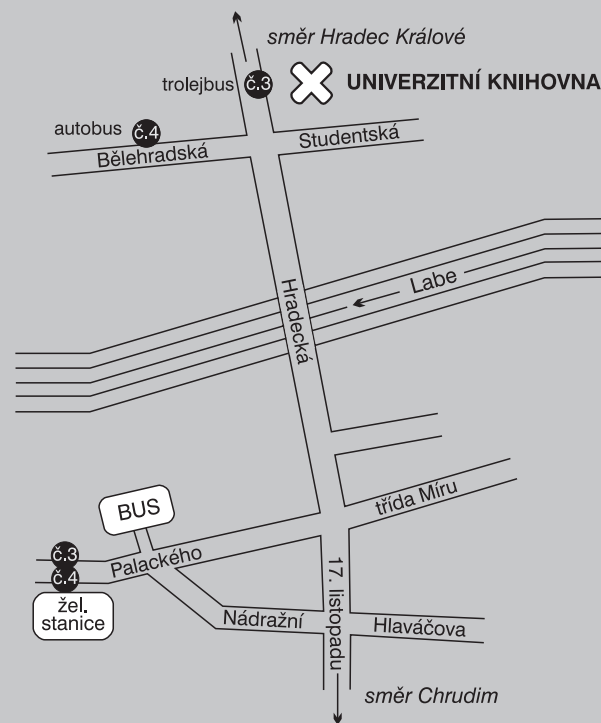 směr Hradec Králové
trolejbus č.3 UNIVERZITNÍ KNIHOVNA
autobus č.4
Bělehradská
Studentská
Hradecká
Labe
třída Míru
BUS
č.3
č.4
Palackého
žel.
stanice
17. listopadu
Nádražní
Hlaváčova
směr Chrudim